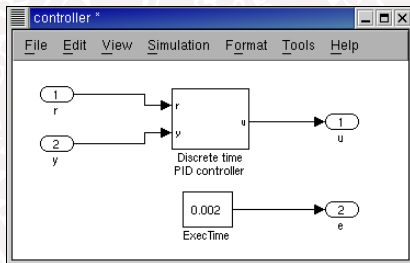 controller *
File Edit View Simulation Format Tools Help
1
r
2
y
r
y
u
Discrete time
PID controller
1
u
0.002
ExecTime
2
e